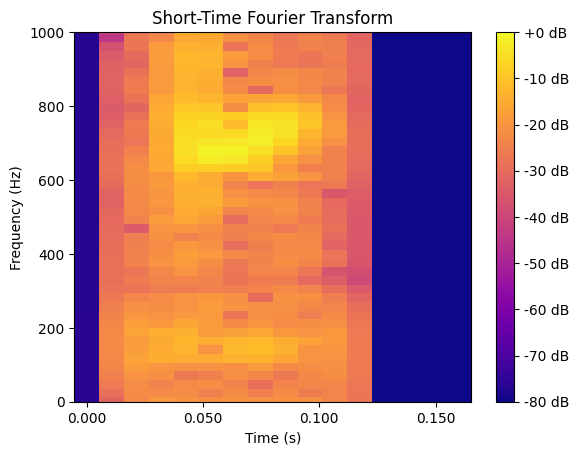 Short-Time Fourier Transform
Frequency (Hz)
1000
800
600
400
200
0
0.000
0.050
0.100
0.150
Time (s)
+0 dB
-10 dB
-20 dB
-30 dB
-40 dB
-50 dB
-60 dB
-70 dB
-80 dB